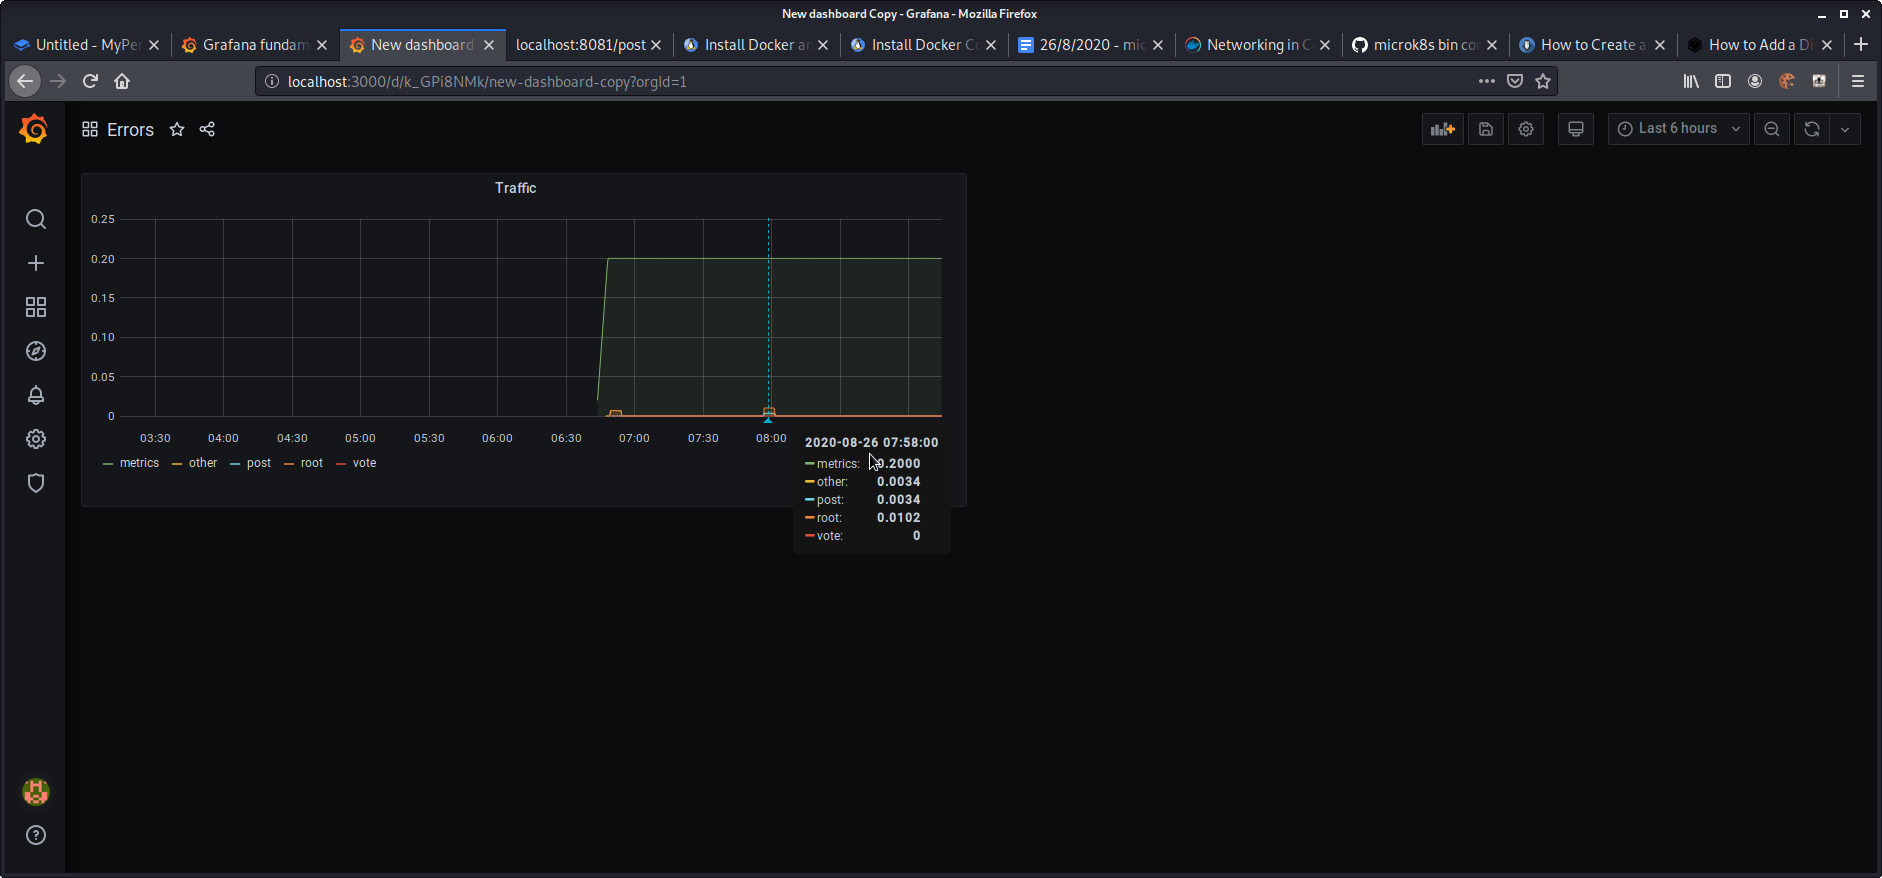 New dashboard Copy - Grafana - Mozilla Firefox
Untitled - MyPe
Grafana fundam
New dashboard
localhost:8081/post
Install Docker a
Install Docker C
26/8/2020 - mic
Networking in C
microk8s bin co
How to Create a
How to Add a D
localhost:3000/d/k_GPi8NMk/new-dashboard-copy?orgId=1
Errors
Last 6 hours
Traffic
0.25
0.20
0.15
0.10
0.05
0
03:30 04:00 04:30 05:00 05:30 06:00 06:30 07:00 07:30 08:00
metrics other post root vote
2020-08-26 07:58:00
metrics: 0.2000
other: 0.0034
post: 0.0034
root: 0.0102
vote: 0